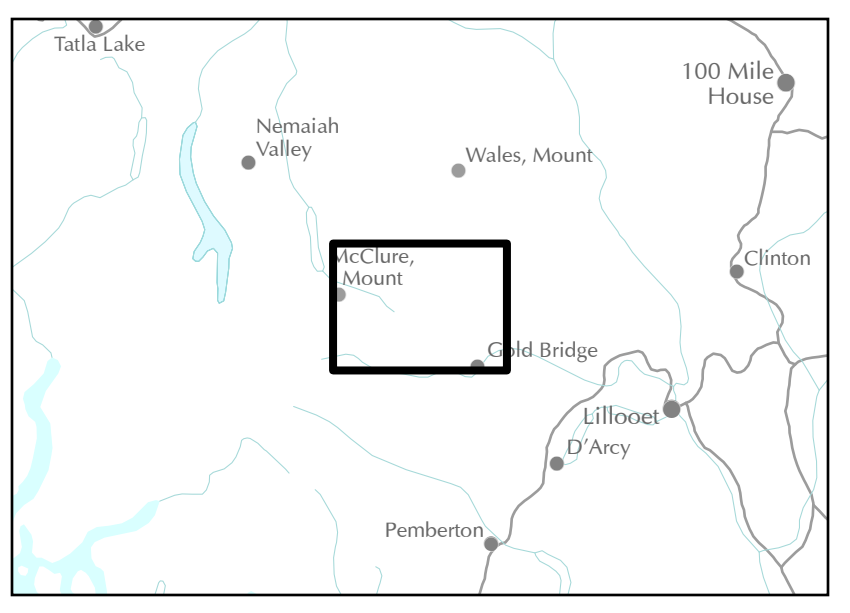 Tatla Lake
100 Mile
House
Nemaiah
Valley
Wales, Mount
McClure,
Mount
Clinton
Gold Bridge
Lillooet
D'Arcy
Pemberton